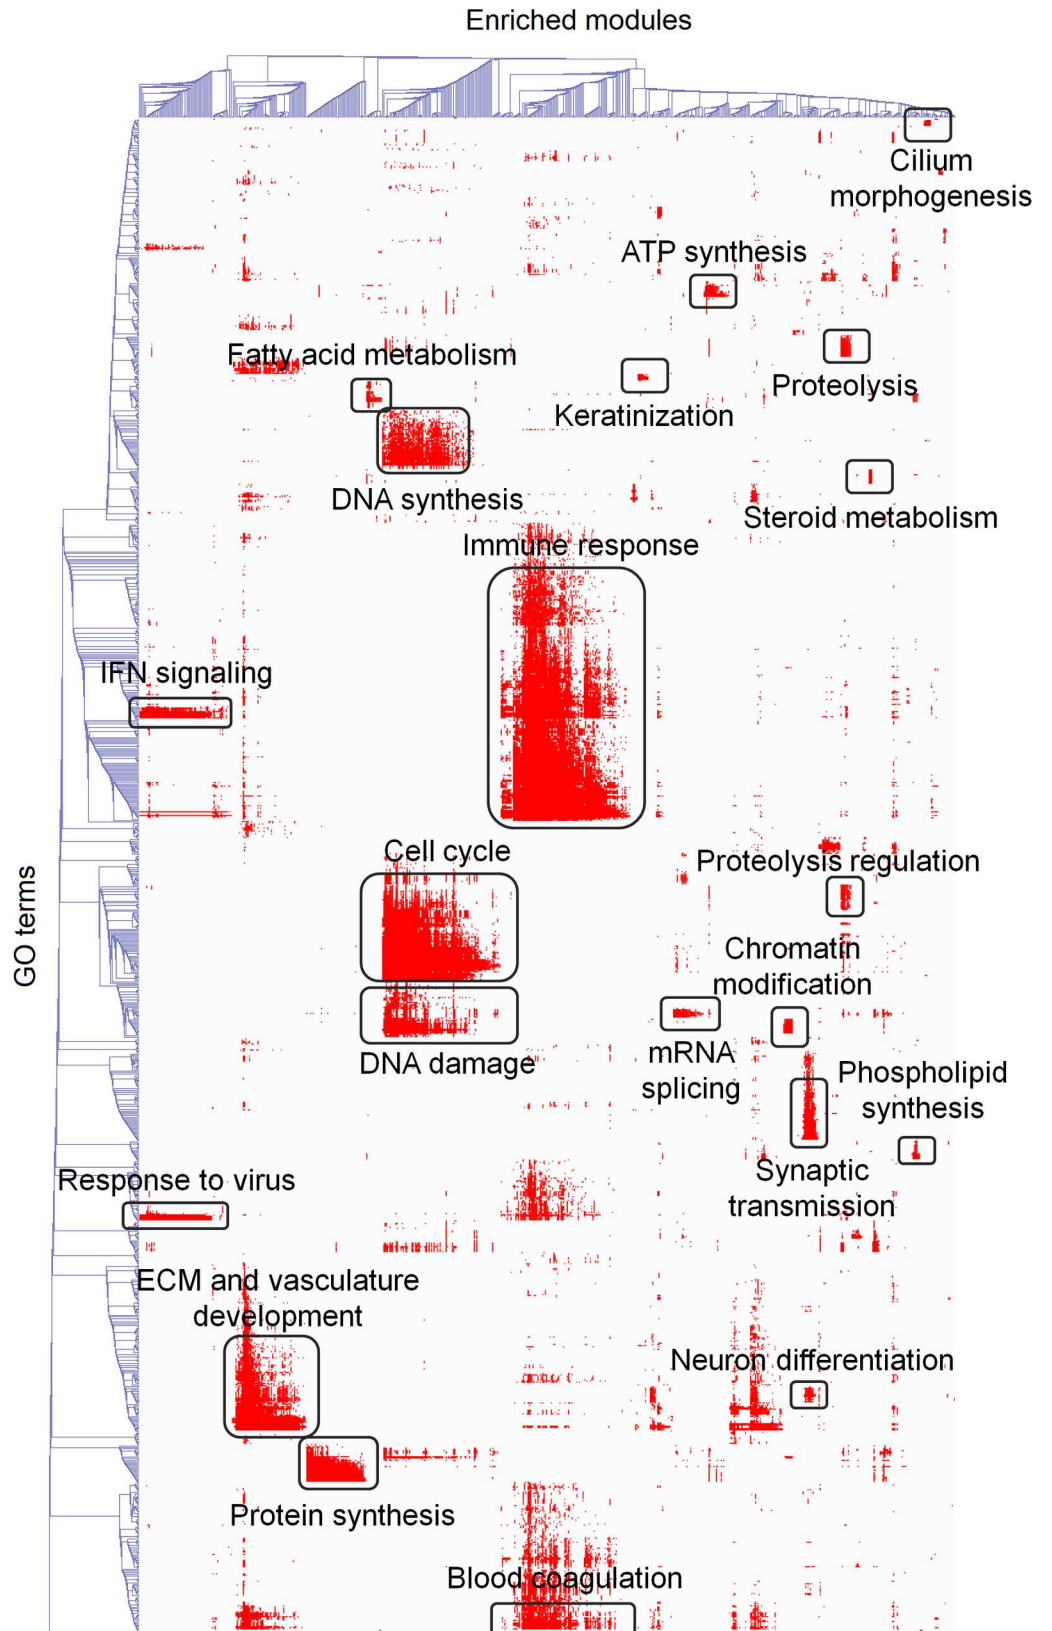 Enriched modules
Cilium
morphogenesis
ATP synthesis
Fatty acid metabolism
Proteolysis
Keratinization
DNA synthesis
Steroid metabolism
Immune response
IFN signaling
Cell cycle
Proteolysis regulation
GO terms
Chromatin
modification
DNA damage
mRNA
splicing
Phospholipid
synthesis
Synaptic
transmission
Response to virus
ECM and vasculature
development
Neuron differentiation
Protein synthesis
Blood coagulation